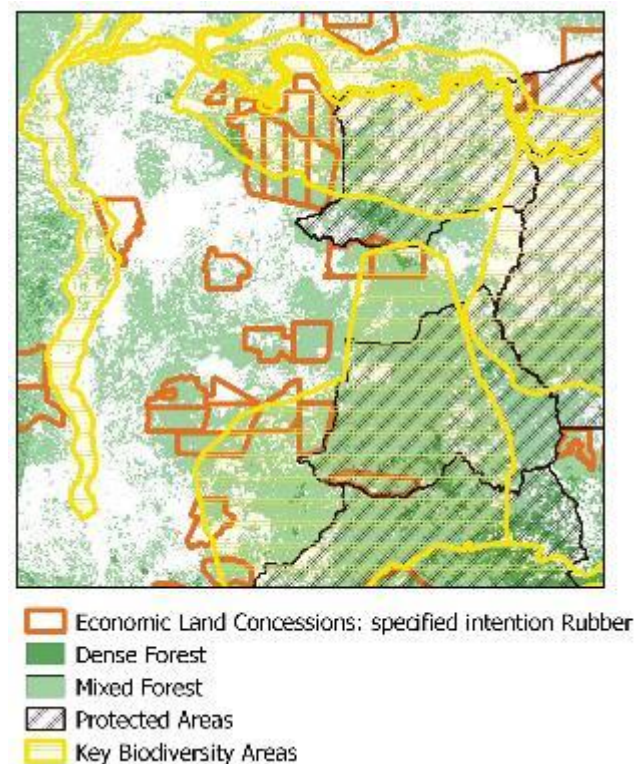 Economic Land Concessions: specified intention Rubber
Dense Forest
Mixed Forest
Protected Areas
Key Biodiversity Areas